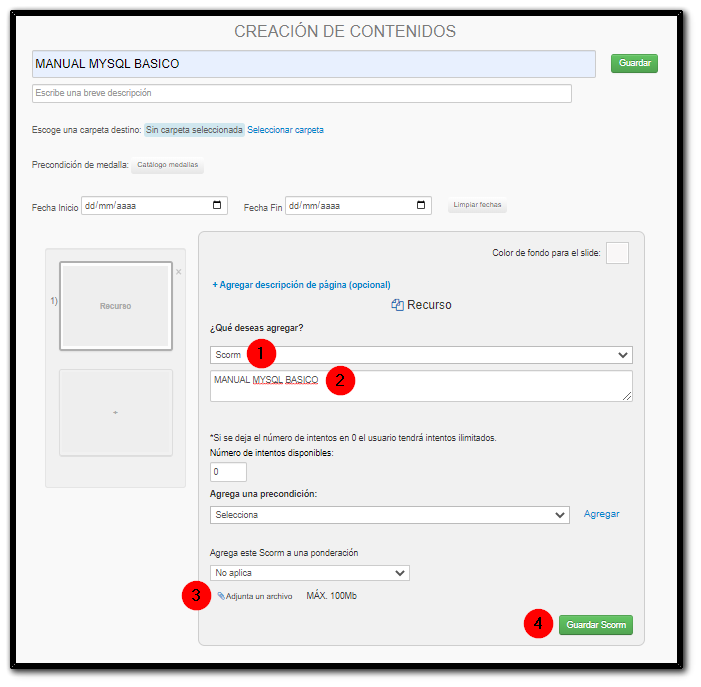 CREACIÓN DE CONTENIDOS
MANUAL MYSQL BASICO
Guardar
Escribe una breve descripción
Escoge una carpeta destino: Sin carpeta seleccionada Seleccionar carpeta
Precondición de medalla: Catálogo medallas
Fecha Inicio dd/mm/aaaa Fecha Fin dd/mm/aaaa Limpiar fechas
Color de fondo para el slide:
×
1) Recurso
+
+ Agregar descripción de página (opcional)
Recurso
¿Qué deseas agregar?
Scorm 1
MANUAL MYSQL BASICO 2
*Si se deja el número de intentos en 0 el usuario tendrá intentos ilimitados.
Número de intentos disponibles:
0
Agrega una precondición:
Selecciona Agregar
Agrega este Scorm a una ponderación
No aplica
3 Adjunta un archivo MÁX. 100Mb
4 Guardar Scorm